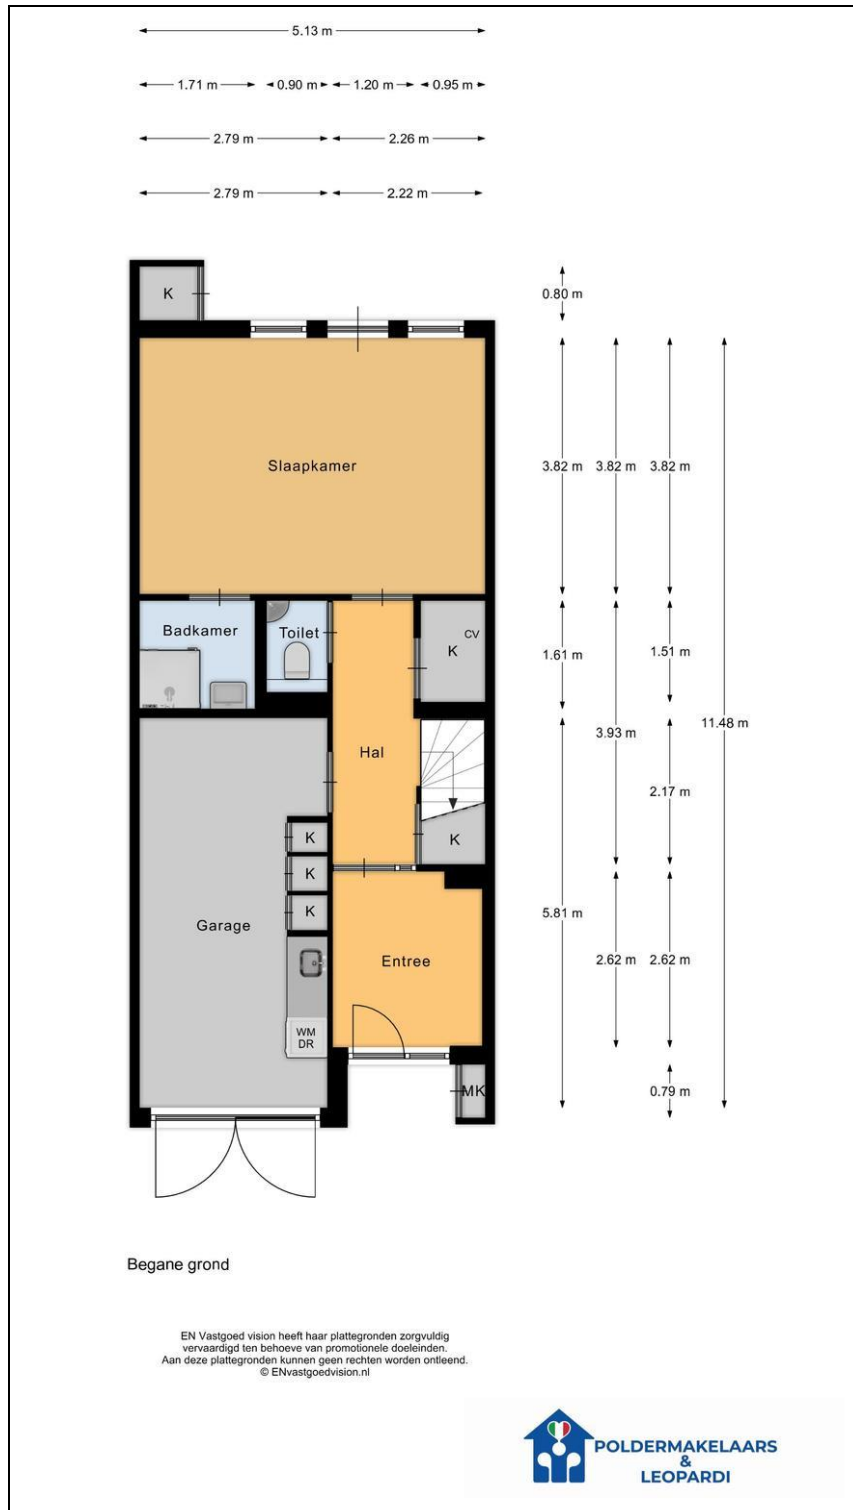 5.13 m
1.71 m 0.90 m 1.20 m 0.95 m
2.79 m 2.26 m
2.79 m 2.22 m
K
0.80 m
Slaapkamer
3.82 m 3.82 m 3.82 m
Badkamer
Toilet
CV
K
1.61 m 1.51 m
11.48 m
3.93 m
Hal
2.17 m
K
K
K
K
5.81 m
Garage
Entree
2.62 m 2.62 m
WM
DR
MK
0.79 m
Begane grond
EN Vastgoed vision heeft haar plattegronden zorgvuldig
vervaardigd ten behoeve van promotionele doeleinden.
Aan deze plattegronden kunnen geen rechten worden ontleend.
© ENvastgoedvision.nl
POLDERMAKELAARS
&
LEOPARDI